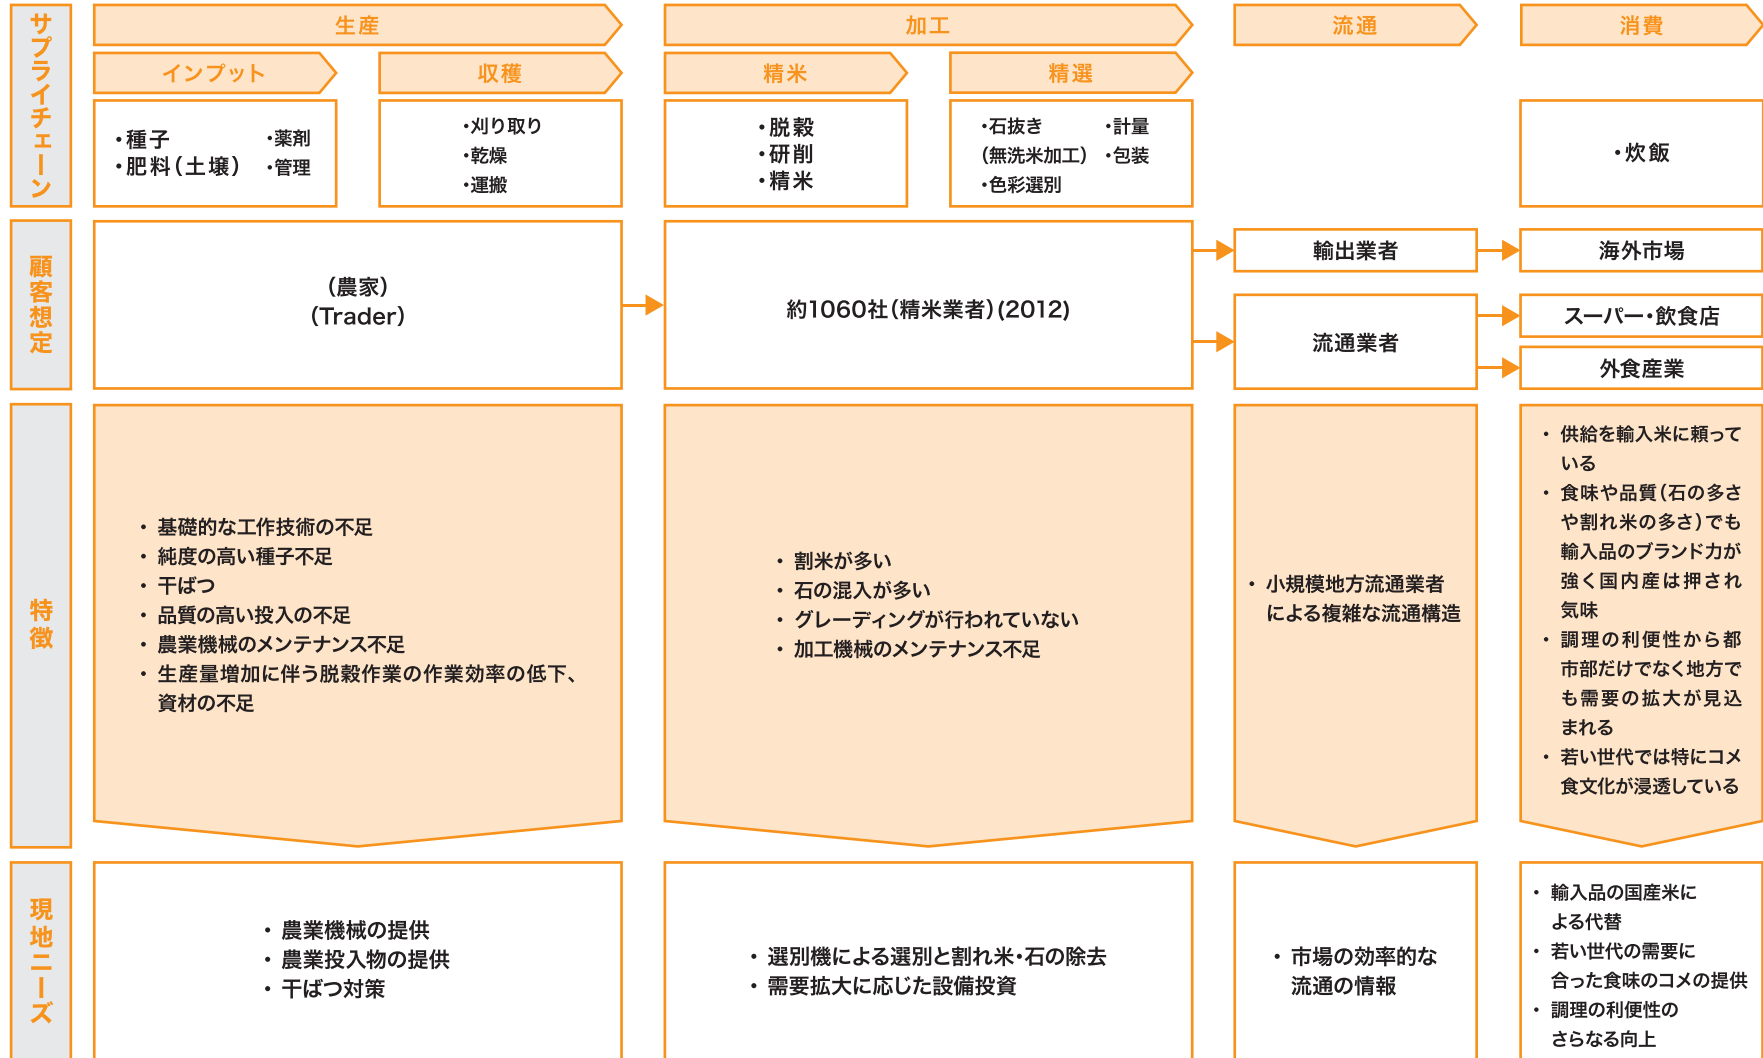 サプライチェーン
生産
加工
流通
消費
インプット
収穫
精米
精選
・種子
・肥料(土壌)
・薬剤
・管理
・刈り取り
・乾燥
・運搬
・脱穀
・研削
・精米
・石抜き
(無洗米加工)
・色彩選別
・計量
・包装
・炊飯
顧客想定
(農家)
(Trader)
約1060社(精米業者)(2012)
輸出業者
流通業者
海外市場
スーパー・飲食店
外食産業
特徴
・ 基礎的な工作技術の不足
・ 純度の高い種子不足
・ 干ばつ
・ 品質の高い投入の不足
・ 農業機械のメンテナンス不足
・ 生産量増加に伴う脱穀作業の作業効率の低下、
資材の不足
・ 割米が多い
・ 石の混入が多い
・ グレーディングが行われていない
・ 加工機械のメンテナンス不足
・ 小規模地方流通業者
による複雑な流通構造
・ 供給を輸入米に頼って
いる
・ 食味や品質(石の多さ
や割れ米の多さ)でも
輸入品のブランド力が
強く国内産は押され
気味
・ 調理の利便性から都
市部だけでなく地方で
も需要の拡大が見込
まれる
・ 若い世代では特にコメ
食文化が浸透している
現地ニーズ
・ 農業機械の提供
・ 農業投入物の提供
・ 干ばつ対策
・ 選別機による選別と割れ米・石の除去
・ 需要拡大に応じた設備投資
・ 市場の効率的な
流通の情報
・ 輸入品の国産米に
よる代替
・ 若い世代の需要に
合った食味のコメの提供
・ 調理の利便性の
さらなる向上